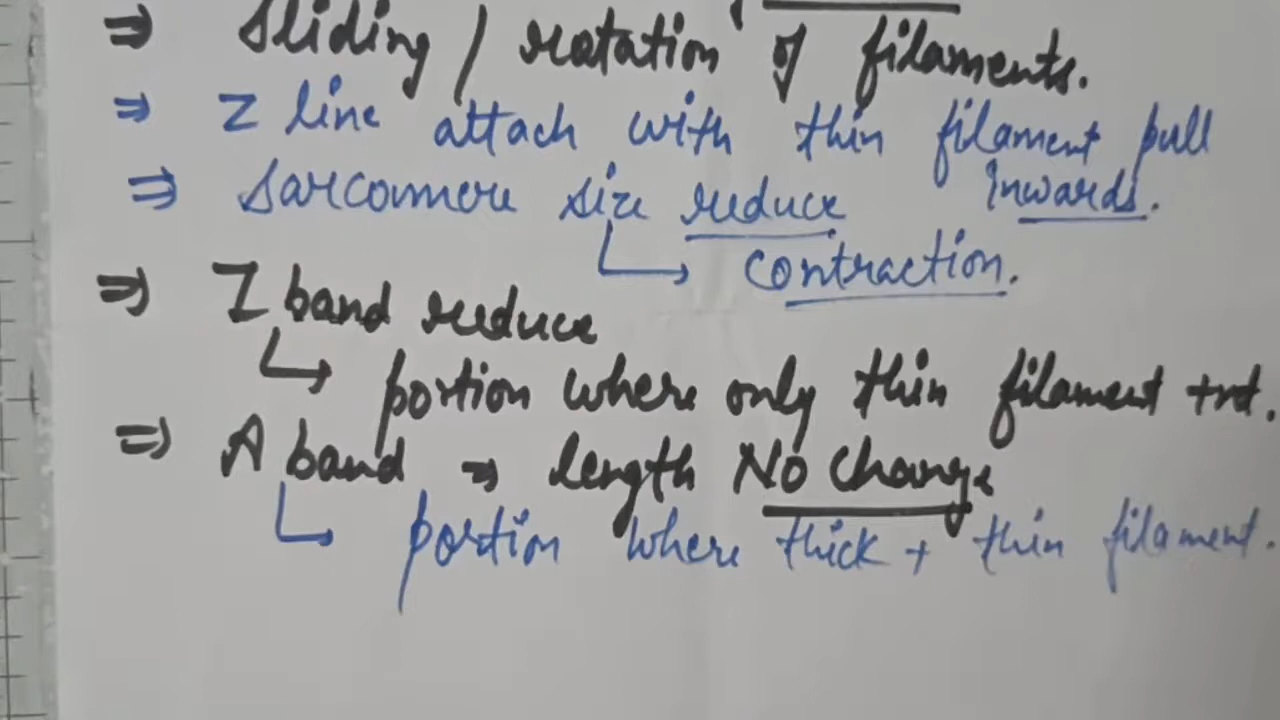 ⇒ Sliding / rotation of filaments.
⇒ Z line attach with thin filament pull
inwards.
⇒ Sarcomere size reduce
↳ contraction.
⇒ I band reduce
↳ portion where only thin filament +nt.
⇒ A band ⇒ length No change
↳ portion where thick + thin filament.